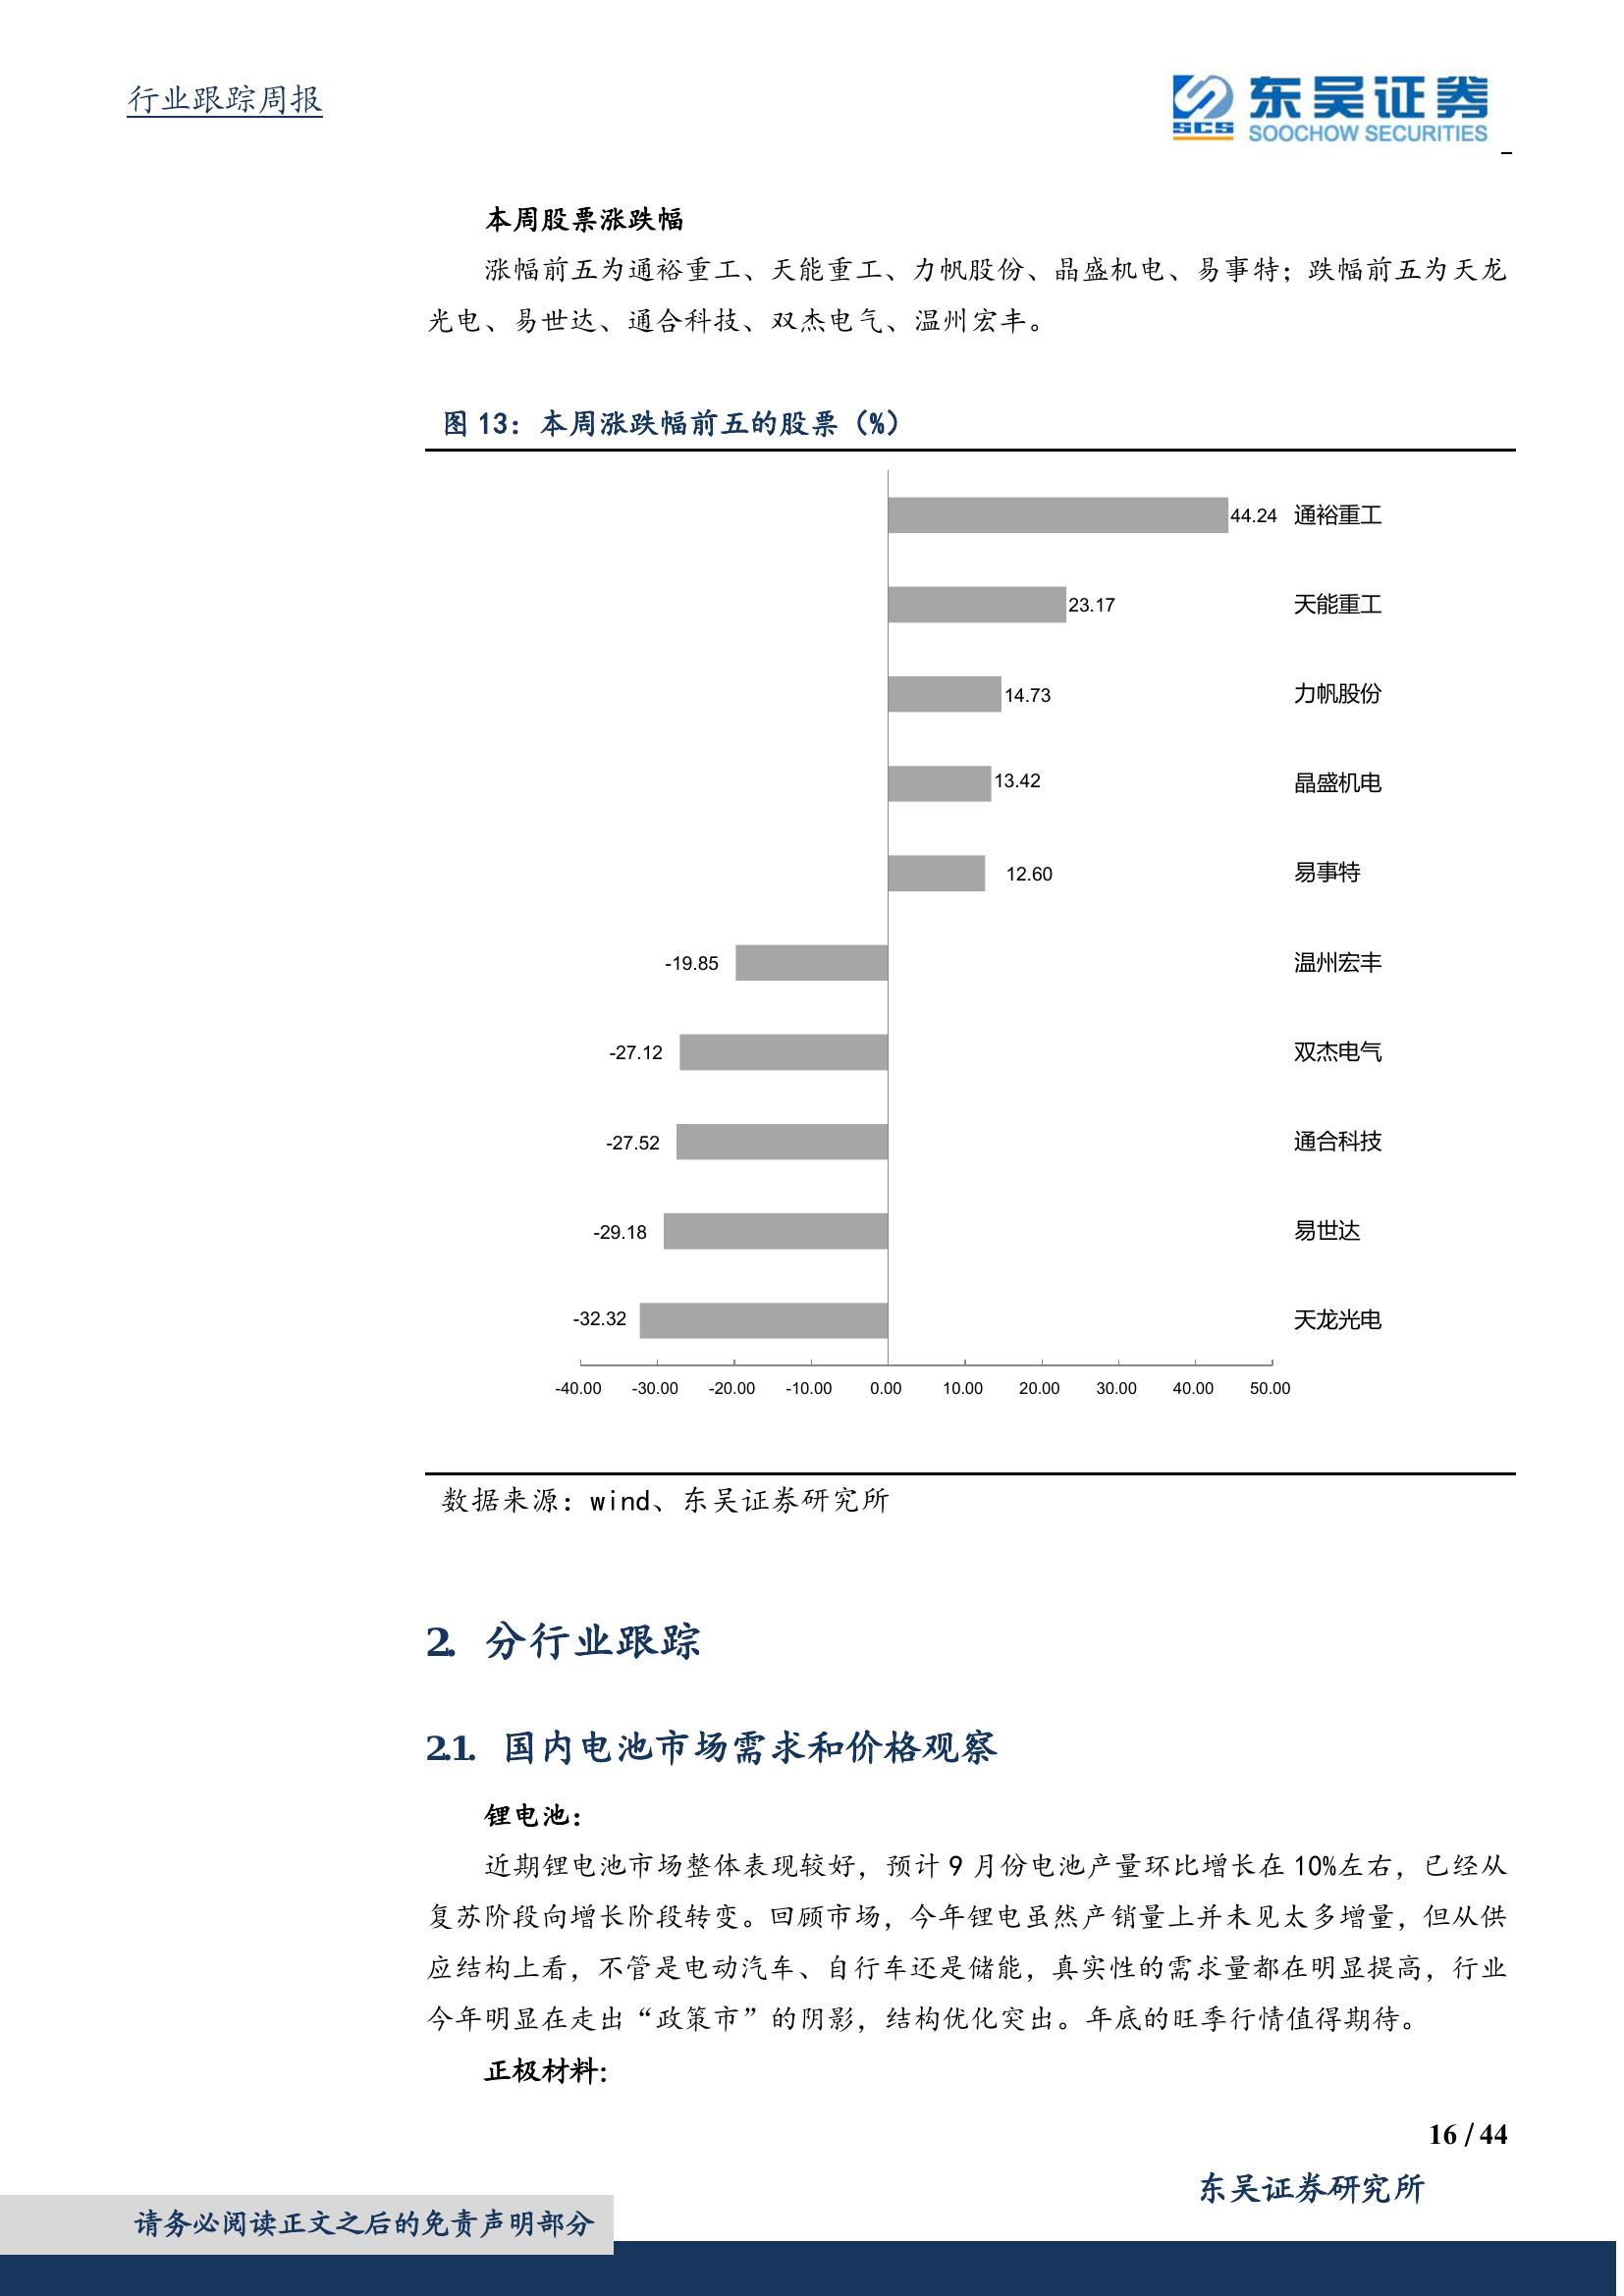 行业跟踪周报
SCS
东吴证券
SOOCHOW SECURITIES
本周股票涨跌幅
涨幅前五为通裕重工、天能重工、力帆股份、晶盛机电、易事特；跌幅前五为天龙
光电、易世达、通合科技、双杰电气、温州宏丰。
图 13：本周涨跌幅前五的股票（%）
44.24 通裕重工
23.17 天能重工
14.73 力帆股份
13.42 晶盛机电
12.60 易事特
-19.85 温州宏丰
-27.12 双杰电气
-27.52 通合科技
-29.18 易世达
-32.32 天龙光电
-40.00 -30.00 -20.00 -10.00 0.00 10.00 20.00 30.00 40.00 50.00
数据来源：wind、东吴证券研究所
2. 分行业跟踪
2.1. 国内电池市场需求和价格观察
锂电池：
近期锂电池市场整体表现较好，预计 9 月份电池产量环比增长在 10%左右，已经从
复苏阶段向增长阶段转变。回顾市场，今年锂电虽然产销量上并未见太多增量，但从供
应结构上看，不管是电动汽车、自行车还是储能，真实性的需求量都在明显提高，行业
今年明显在走出“政策市”的阴影，结构优化突出。年底的旺季行情值得期待。
正极材料：
16 / 44
东吴证券研究所
请务必阅读正文之后的免责声明部分